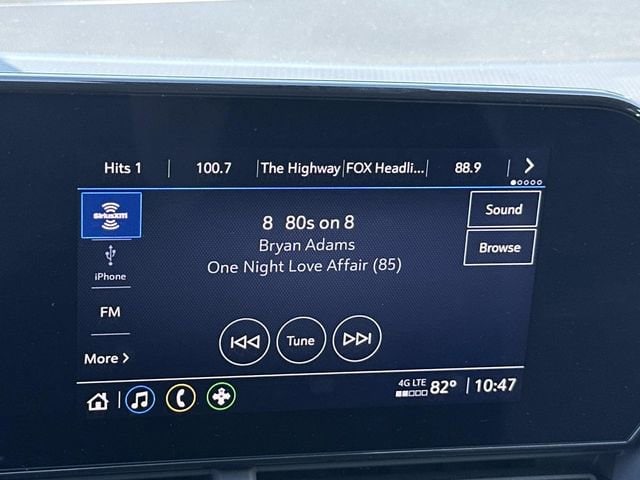 Hits 1 100.7 The Highway FOX Headli... 88.9
SiriusXM
8 80s on 8
Sound
Bryan Adams
Browse
One Night Love Affair (85)
iPhone
FM
Tune
More
4G LTE 82° 10:47